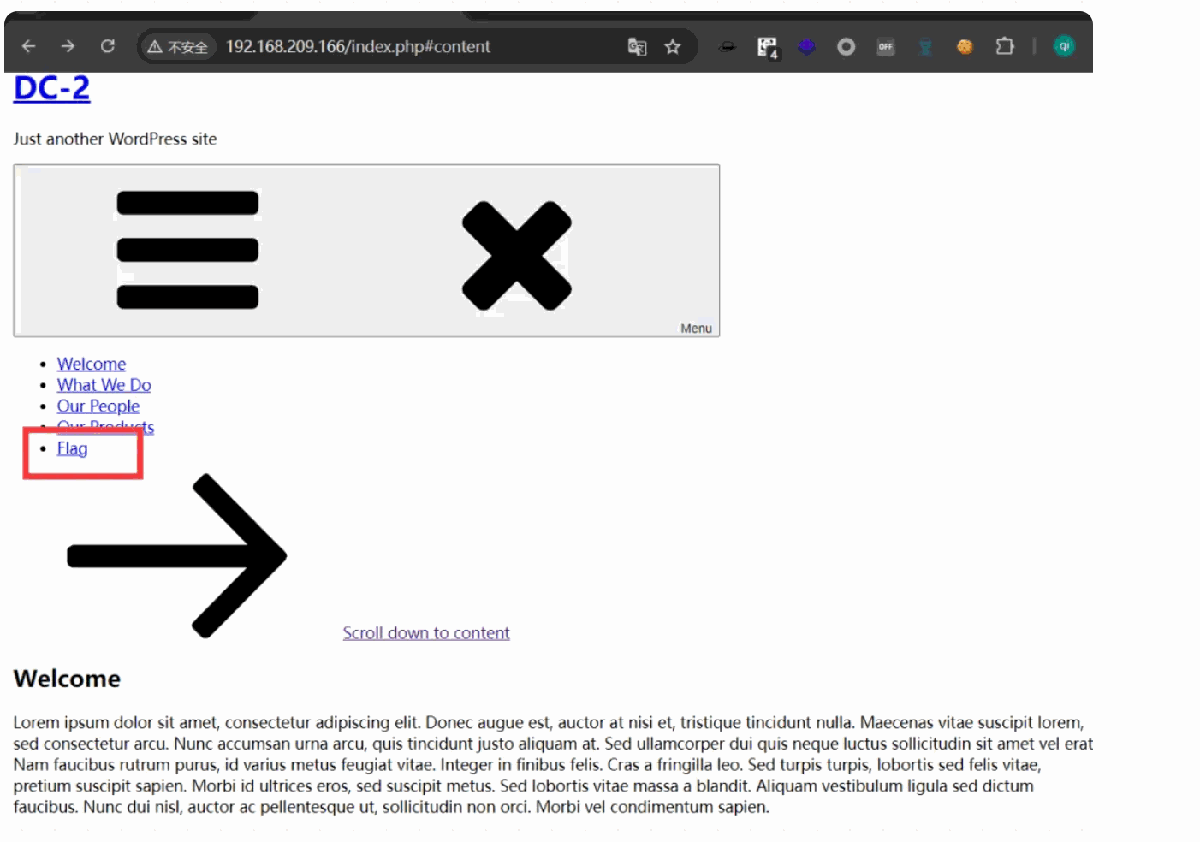 不安全 192.168.209.166/index.php#content
4
OFF
QI
DC-2
Just another WordPress site
Menu
Welcome
What We Do
Our People
Our Products
Flag
Scroll down to content
Welcome
Lorem ipsum dolor sit amet, consectetur adipiscing elit. Donec augue est, auctor at nisi et, tristique tincidunt nulla. Maecenas vitae suscipit lorem,
sed consectetur arcu. Nunc accumsan urna arcu, quis tincidunt justo aliquam at. Sed ullamcorper dui quis neque luctus sollicitudin sit amet vel erat
Nam faucibus rutrum purus, id varius metus feugiat vitae. Integer in finibus felis. Cras a fringilla leo. Sed turpis turpis, lobortis sed felis vitae,
pretium suscipit sapien. Morbi id ultrices eros, sed suscipit metus. Sed lobortis vitae massa a blandit. Aliquam vestibulum ligula sed dictum
faucibus. Nunc dui nisl, auctor ac pellentesque ut, sollicitudin non orci. Morbi vel condimentum sapien.